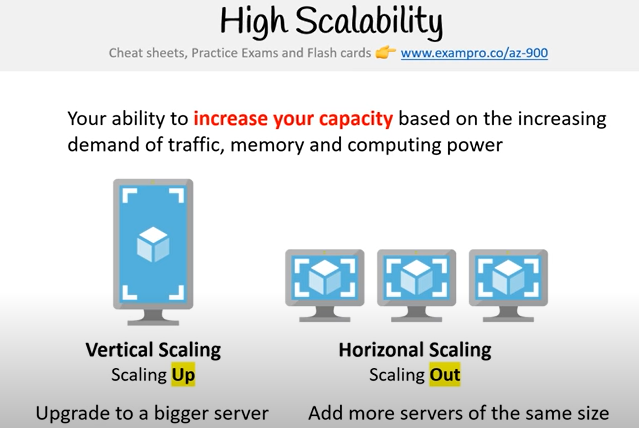 High Scalability
Cheat sheets, Practice Exams and Flash cards 👉 www.exampro.co/az-900
Your ability to increase your capacity based on the increasing
demand of traffic, memory and computing power
Vertical Scaling
Scaling Up
Upgrade to a bigger server
Horizonal Scaling
Scaling Out
Add more servers of the same size